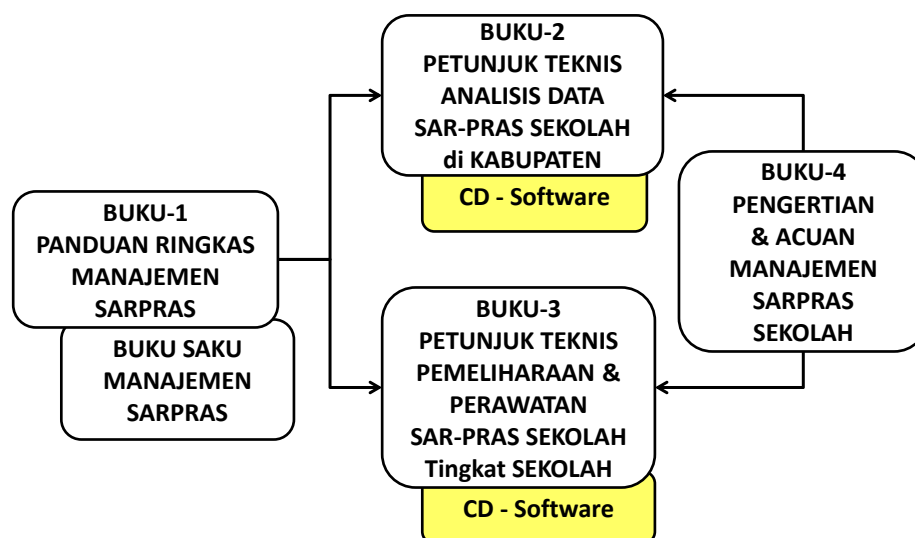 BUKU-1
PANDUAN RINGKAS
MANAJEMEN
SARPRAS
BUKU SAKU
MANAJEMEN
SARPRAS
BUKU-2
PETUNJUK TEKNIS
ANALISIS DATA
SAR-PRAS SEKOLAH
di KABUPATEN
CD - Software
BUKU-3
PETUNJUK TEKNIS
PEMELIHARAAN &
PERAWATAN
SAR-PRAS SEKOLAH
Tingkat SEKOLAH
CD - Software
BUKU-4
PENGERTIAN
& ACUAN
MANAJEMEN
SARPRAS
SEKOLAH